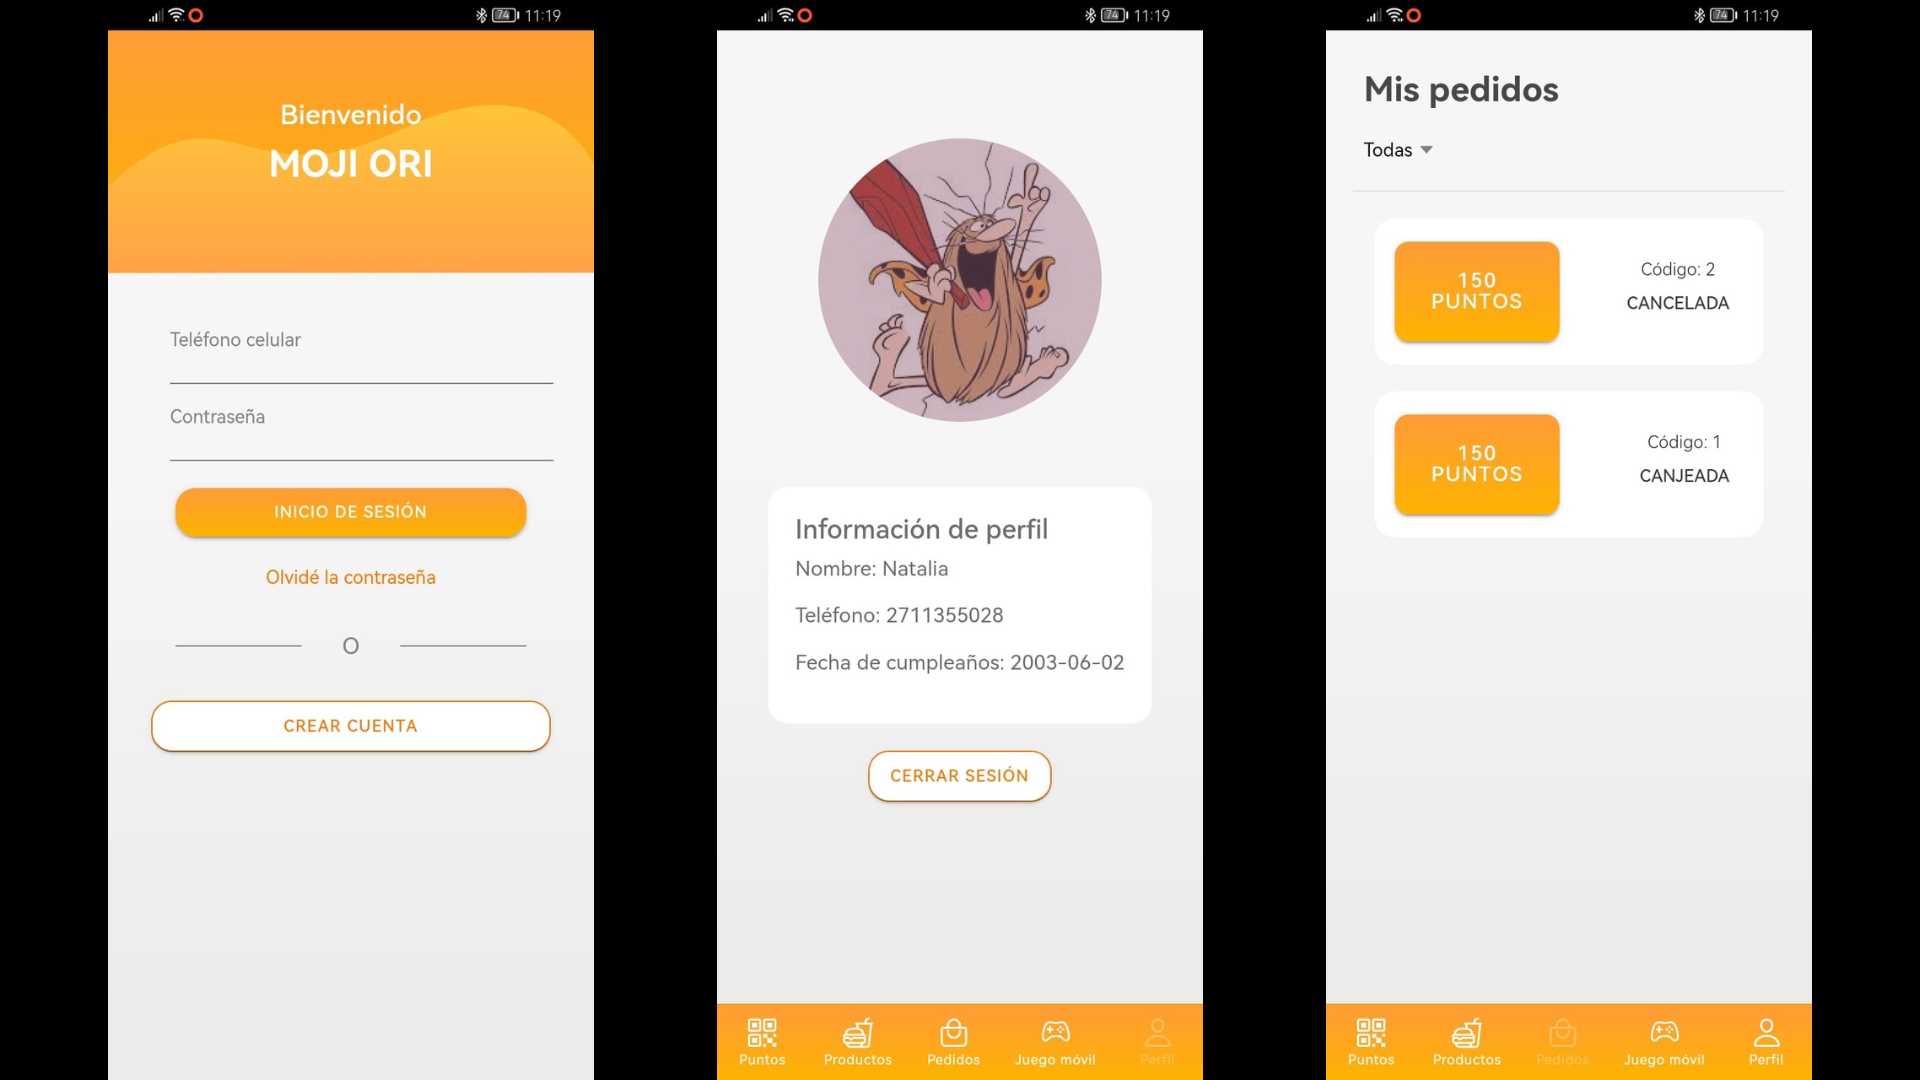 74 11:19
Bienvenido
MOJI ORI
Teléfono celular
Contraseña
INICIO DE SESIÓN
Olvidé la contraseña
O
CREAR CUENTA
74 11:19
Información de perfil
Nombre: Natalia
Teléfono: 2711355028
Fecha de cumpleaños: 2003-06-02
CERRAR SESIÓN
Puntos Productos Pedidos Juego móvil Perfil
74 11:19
Mis pedidos
Todas
150
PUNTOS
Código: 2
CANCELADA
150
PUNTOS
Código: 1
CANJEADA
Puntos Productos Pedidos Juego móvil Perfil